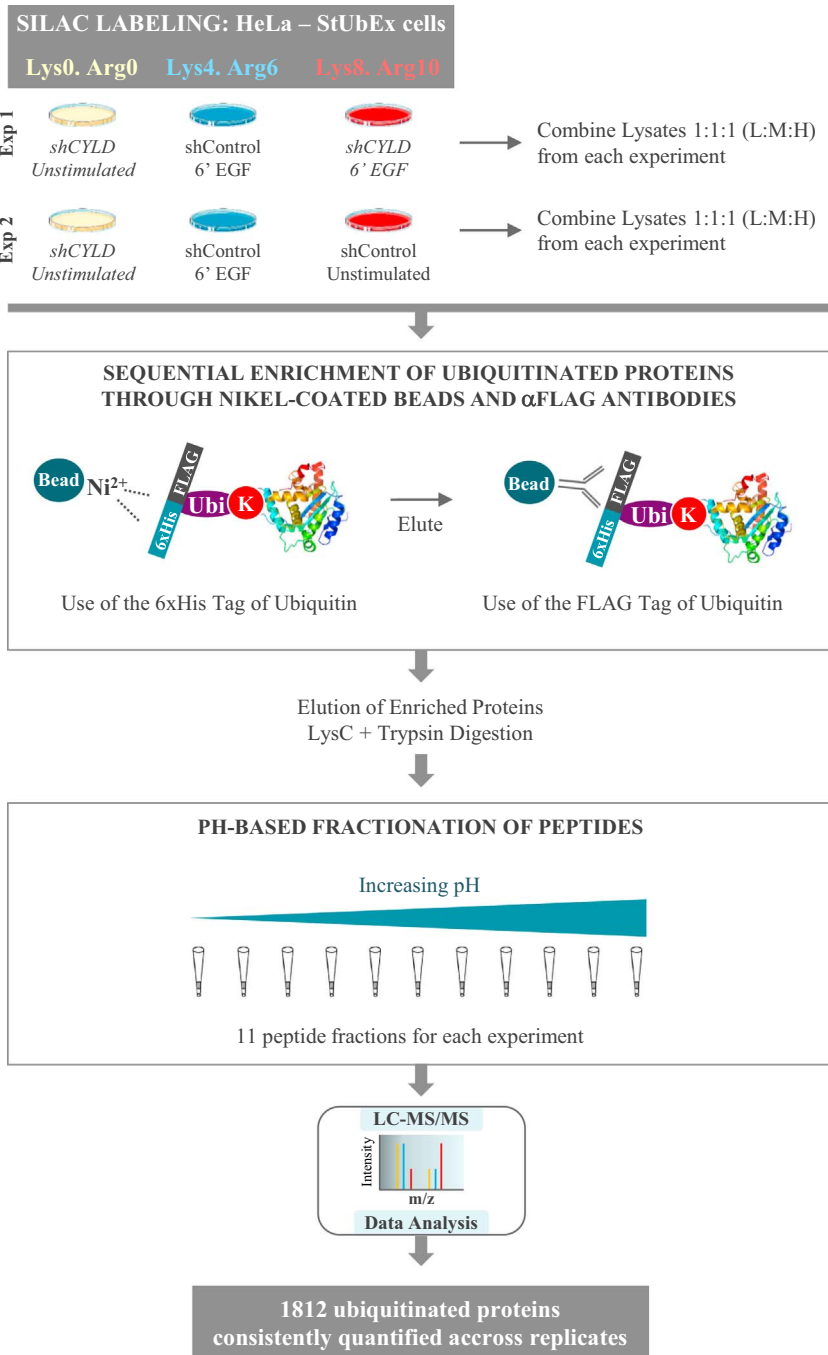 SILAC LABELING: HeLa – StUbEx cells
Lys0. Arg0 Lys4. Arg6 Lys8. Arg10
Exp 1
shCYLD
Unstimulated
shControl
6’ EGF
shCYLD
6’ EGF
Combine Lysates 1:1:1 (L:M:H)
from each experiment
Exp 2
shCYLD
Unstimulated
shControl
6’ EGF
shControl
Unstimulated
Combine Lysates 1:1:1 (L:M:H)
from each experiment
SEQUENTIAL ENRICHMENT OF UBIQUITINATED PROTEINS
THROUGH NIKEL-COATED BEADS AND αFLAG ANTIBODIES
Bead
Ni²⁺
FLAG
6xHis
Ubi
K
Elute
Bead
FLAG
6xHis
Ubi
K
Use of the 6xHis Tag of Ubiquitin
Use of the FLAG Tag of Ubiquitin
Elution of Enriched Proteins
LysC + Trypsin Digestion
PH-BASED FRACTIONATION OF PEPTIDES
Increasing pH
11 peptide fractions for each experiment
LC-MS/MS
Intensity
m/z
Data Analysis
1812 ubiquitinated proteins
consistently quantified accross replicates